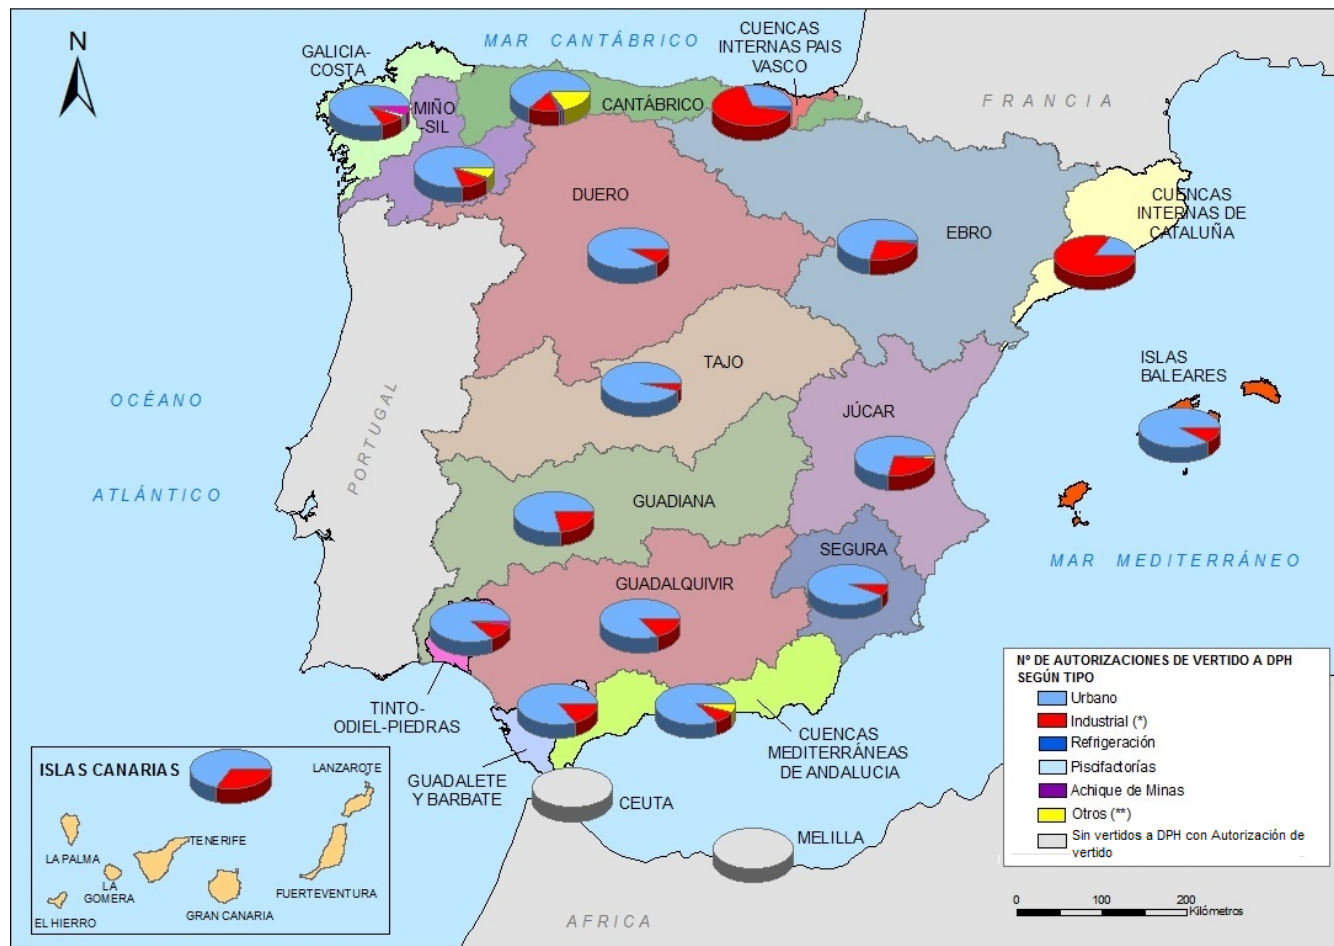 N
MAR CANTÁBRICO
GALICIA-
COSTA
MIÑO
-SIL
CANTÁBRICO
CUENCAS
INTERNAS PAIS
VASCO
FRANCIA
DUERO
EBRO
CUENCAS
INTERNAS DE
CATALUÑA
TAJO
ISLAS
BALEARES
OCÉANO
ATLÁNTICO
PORTUGAL
JÚCAR
GUADIANA
SEGURA
MAR MEDITERRÁNEO
GUADALQUIVIR
TINTO-
ODIEL-PIEDRAS
GUADALETE
Y BARBATE
CUENCAS
MEDITERRÁNEAS
DE ANDALUCIA
CEUTA
MELILLA
AFRICA
ISLAS CANARIAS
LANZAROTE
LA PALMA
TENERIFE
LA
GOMERA
EL HIERRO
GRAN CANARIA
FUERTEVENTURA
Nº DE AUTORIZACIONES DE VERTIDO A DPH
SEGÚN TIPO
Urbano
Industrial (*)
Refrigeración
Piscifactorías
Achique de Minas
Otros (**)
Sin vertidos a DPH con Autorización de
vertido
0 100 200
Kilómetros